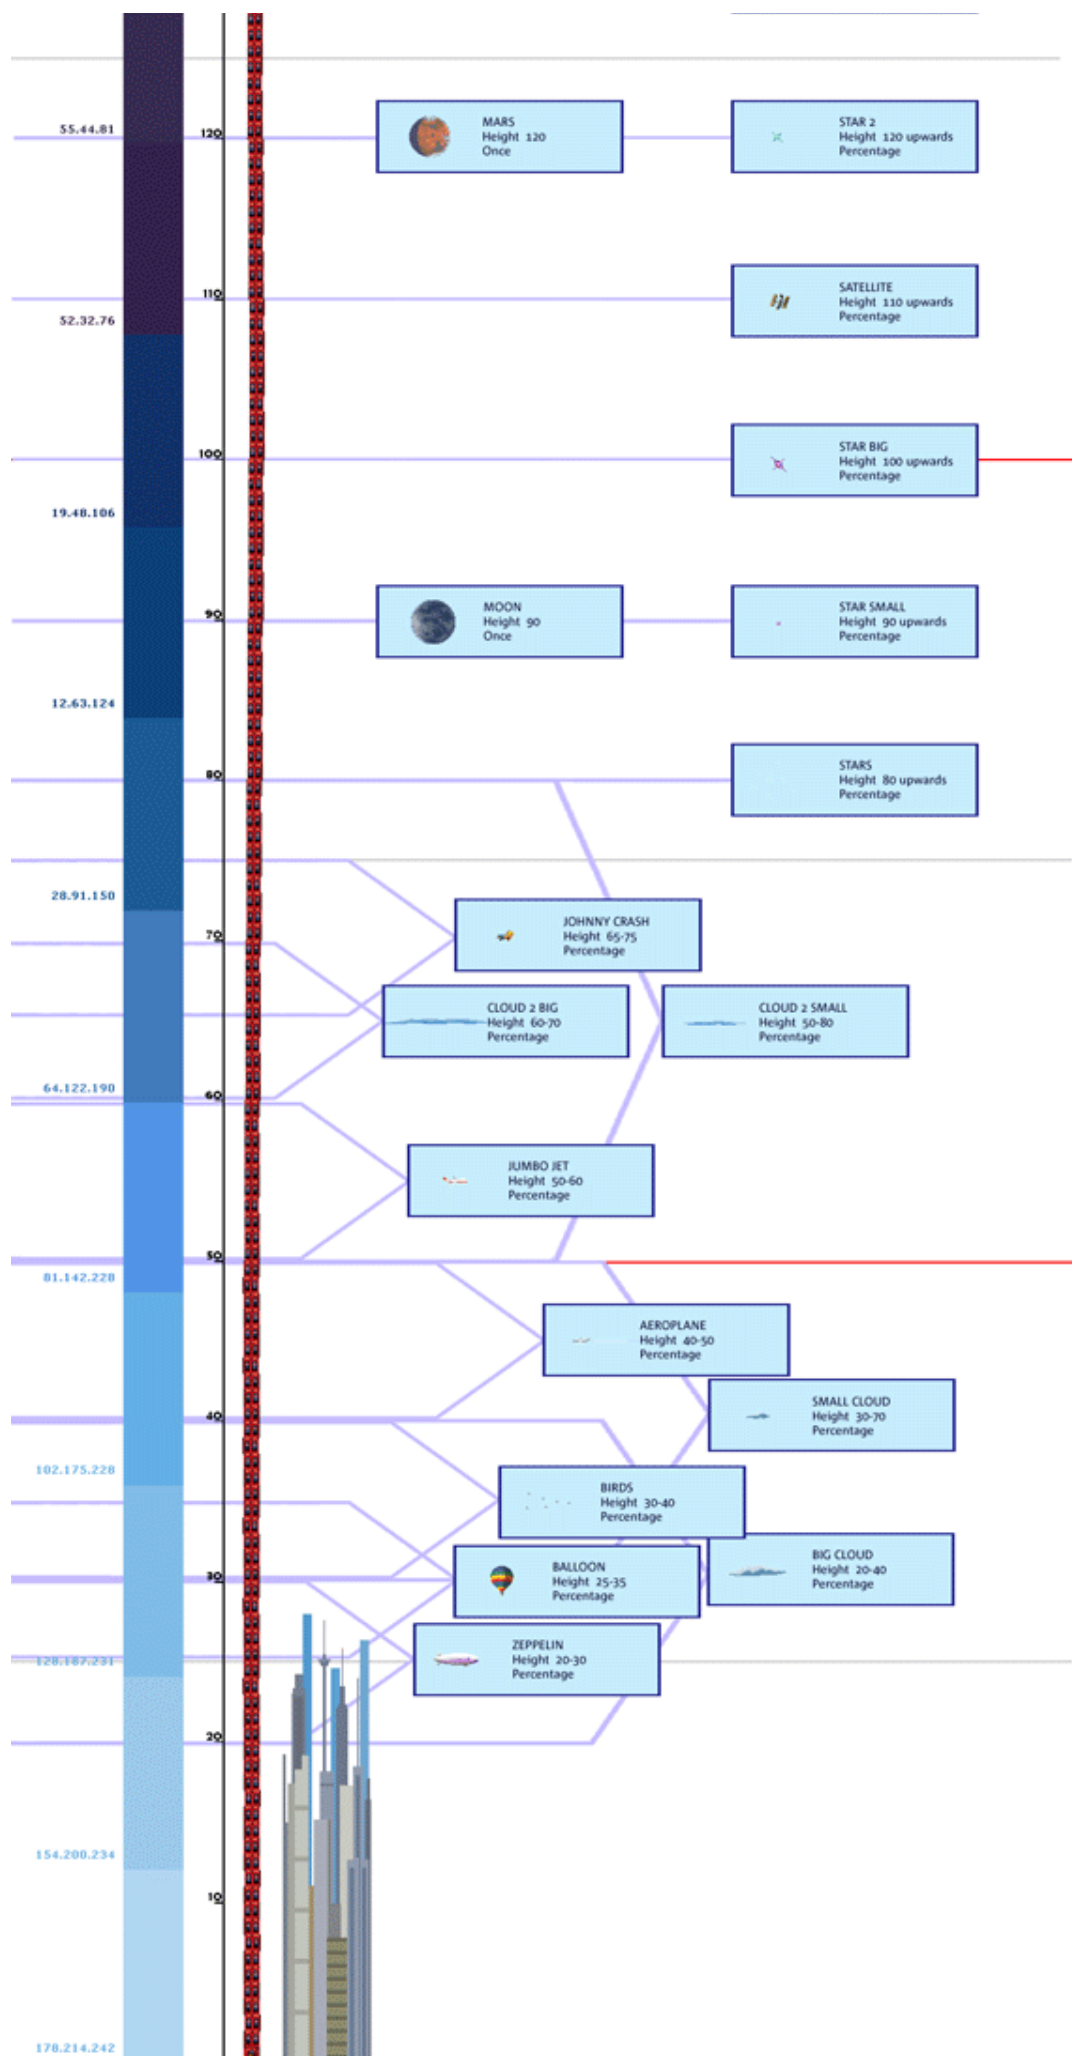 55.44.81
120
MARS
Height 120
Once
STAR 2
Height 120 upwards
Percentage
110
SATELLITE
Height 110 upwards
Percentage
52.32.76
100
STAR BIG
Height 100 upwards
Percentage
19.48.106
90
MOON
Height 90
Once
STAR SMALL
Height 90 upwards
Percentage
12.63.124
80
STARS
Height 80 upwards
Percentage
28.91.150
70
JOHNNY CRASH
Height 65-75
Percentage
CLOUD 2 BIG
Height 60-70
Percentage
CLOUD 2 SMALL
Height 50-80
Percentage
64.122.190
60
JUMBO JET
Height 50-60
Percentage
50
81.142.228
AEROPLANE
Height 40-50
Percentage
40
SMALL CLOUD
Height 30-70
Percentage
102.175.228
BIRDS
Height 30-40
Percentage
30
BALLOON
Height 25-35
Percentage
BIG CLOUD
Height 20-40
Percentage
128.187.231
ZEPPELIN
Height 20-30
Percentage
20
154.200.234
10
178.214.242